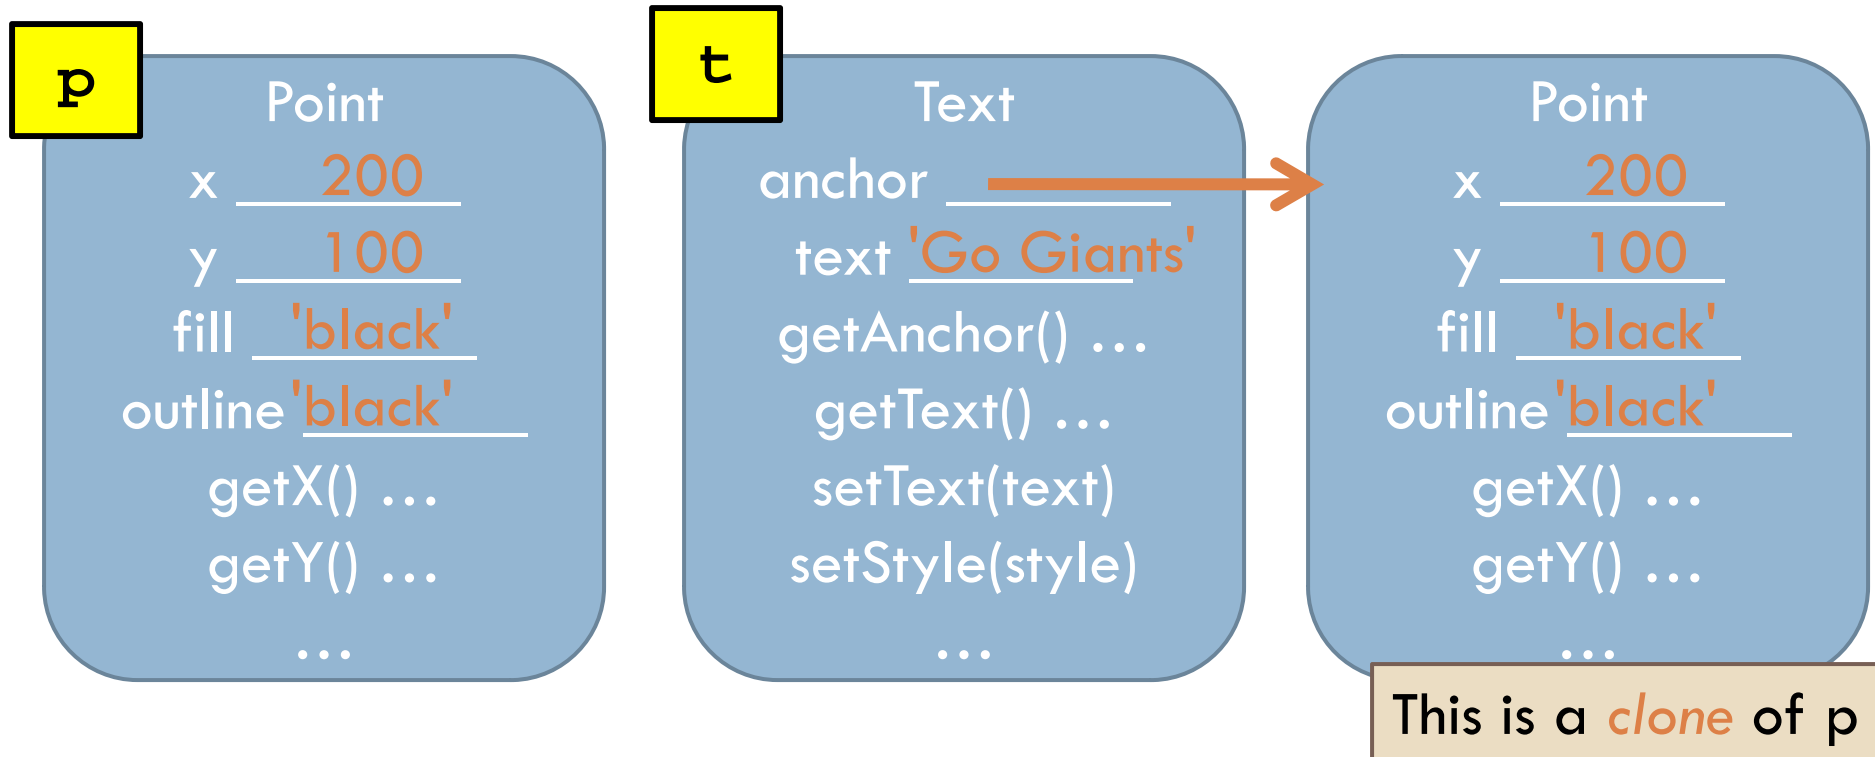 p
Point
x 200
y 100
fill 'black'
outline 'black'
getX() …
getY() …
…
t
Text
anchor
text 'Go Giants'
getAnchor() …
getText() …
setText(text)
setStyle(style)
…
Point
x 200
y 100
fill 'black'
outline 'black'
getX() …
getY() …
…
This is a clone of p